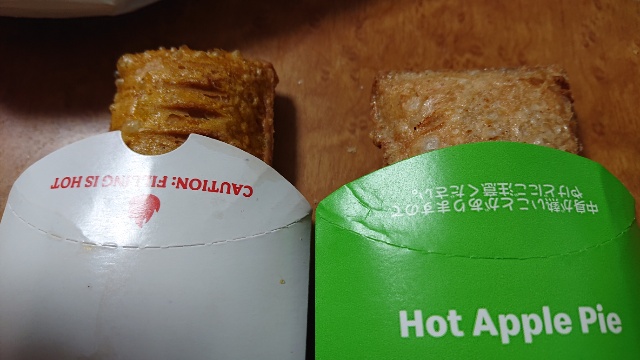 CAUTION: FILLING IS HOT
中身が熱いことがありますので
やけどにご注意ください。
Hot Apple Pie